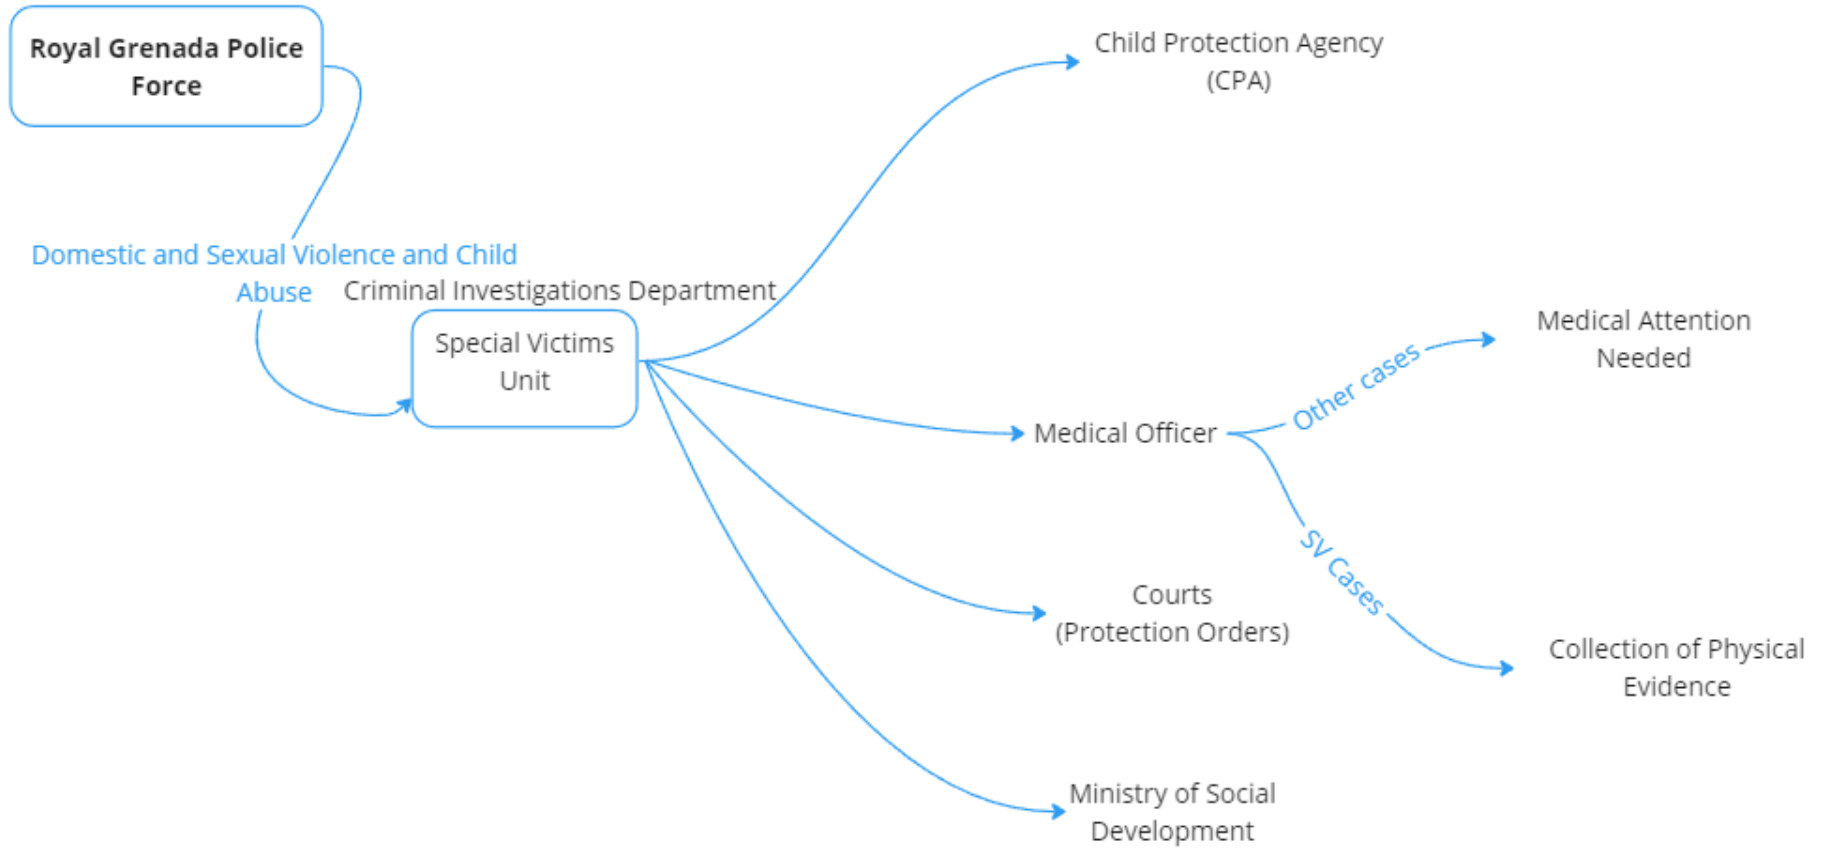 Royal Grenada Police
Force
Domestic and Sexual Violence and Child
Abuse
Criminal Investigations Department
Special Victims
Unit
Child Protection Agency
(CPA)
Medical Officer
Other cases
Medical Attention
Needed
SV Cases
Collection of Physical
Evidence
Courts
(Protection Orders)
Ministry of Social
Development